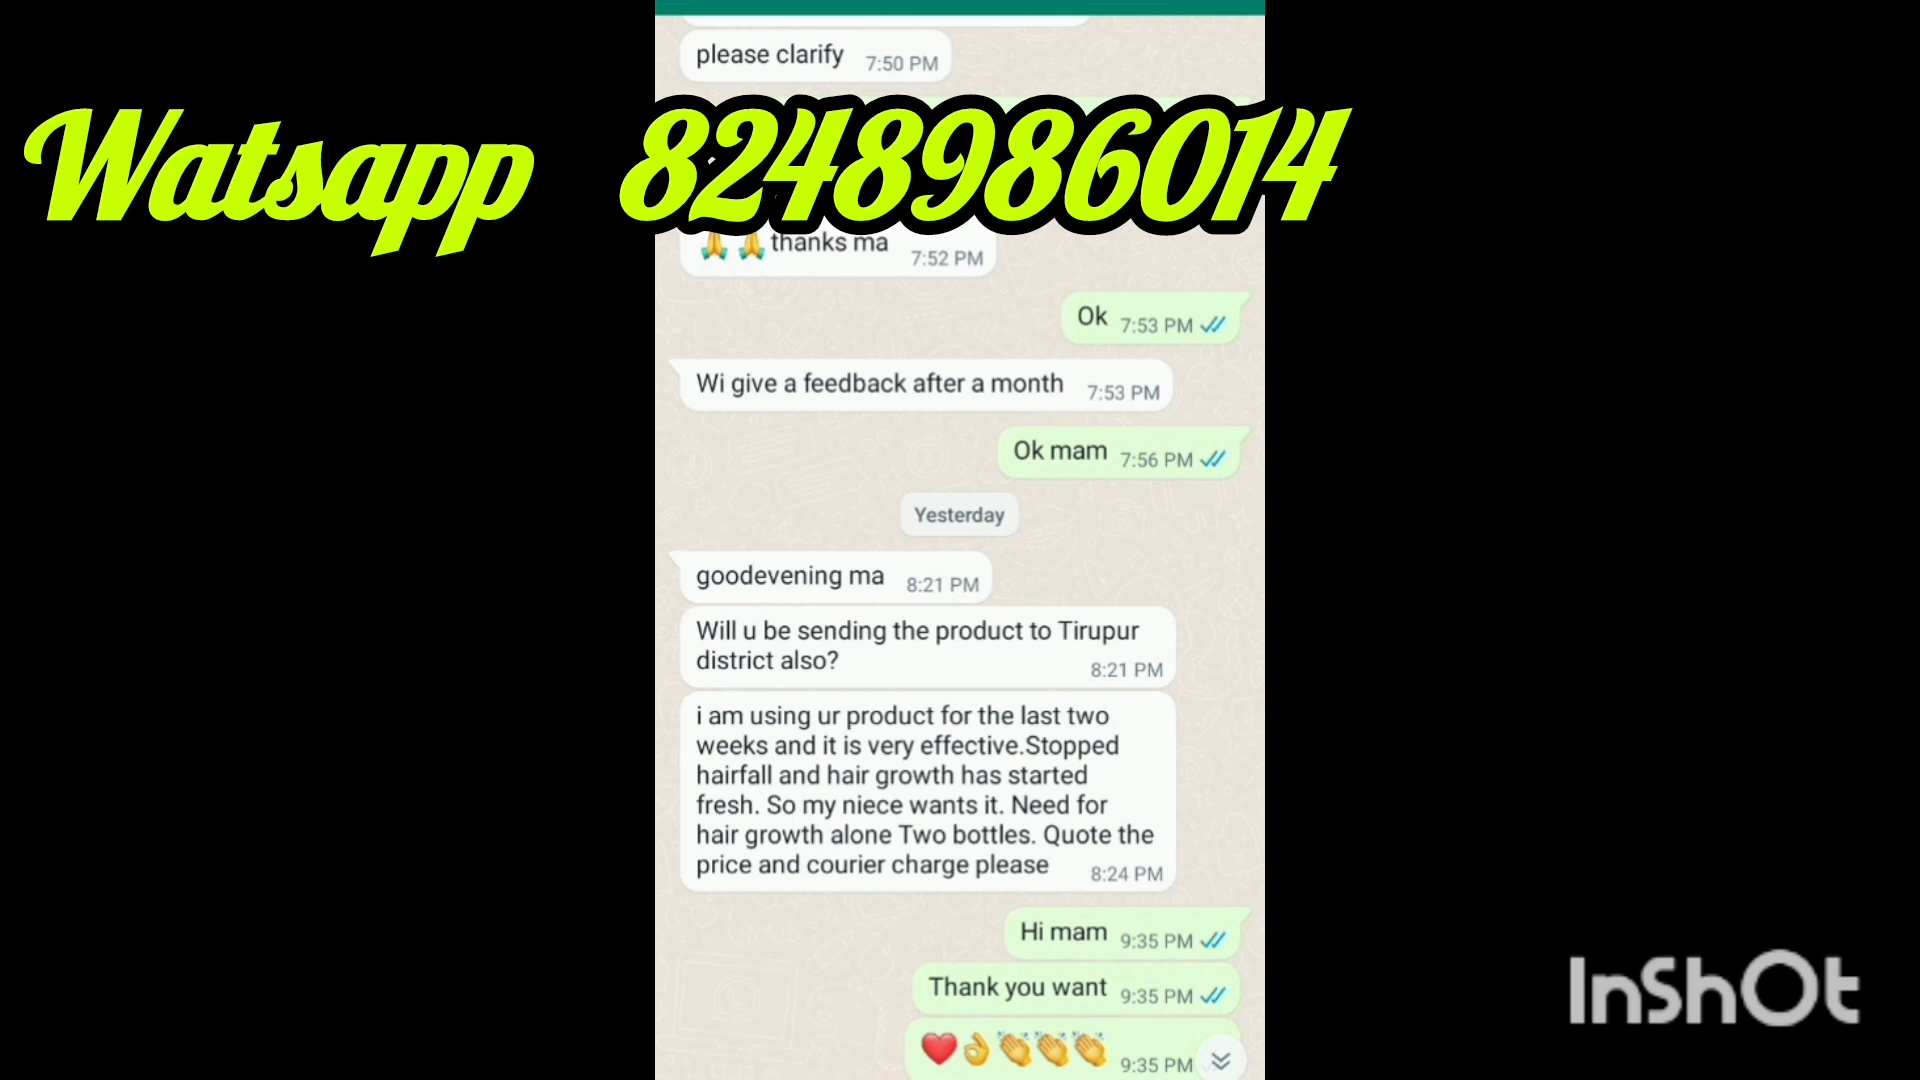 please clarify 7:50 PM
Watsapp 8248986014
🙏🙏thanks ma 7:52 PM
Ok 7:53 PM
Wi give a feedback after a month 7:53 PM
Ok mam 7:56 PM
Yesterday
goodevening ma 8:21 PM
Will u be sending the product to Tirupur
district also? 8:21 PM
i am using ur product for the last two
weeks and it is very effective.Stopped
hairfall and hair growth has started
fresh. So my niece wants it. Need for
hair growth alone Two bottles. Quote the
price and courier charge please 8:24 PM
Hi mam 9:35 PM
Thank you want 9:35 PM
❤️👌👏👏👏 9:35 PM
InShOt